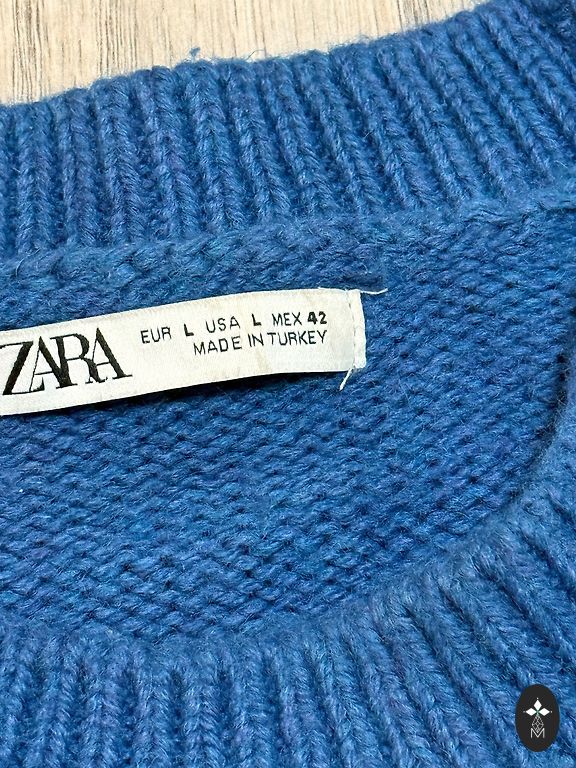 ZARA
EUR L USA L MEX 42
MADE IN TURKEY
M